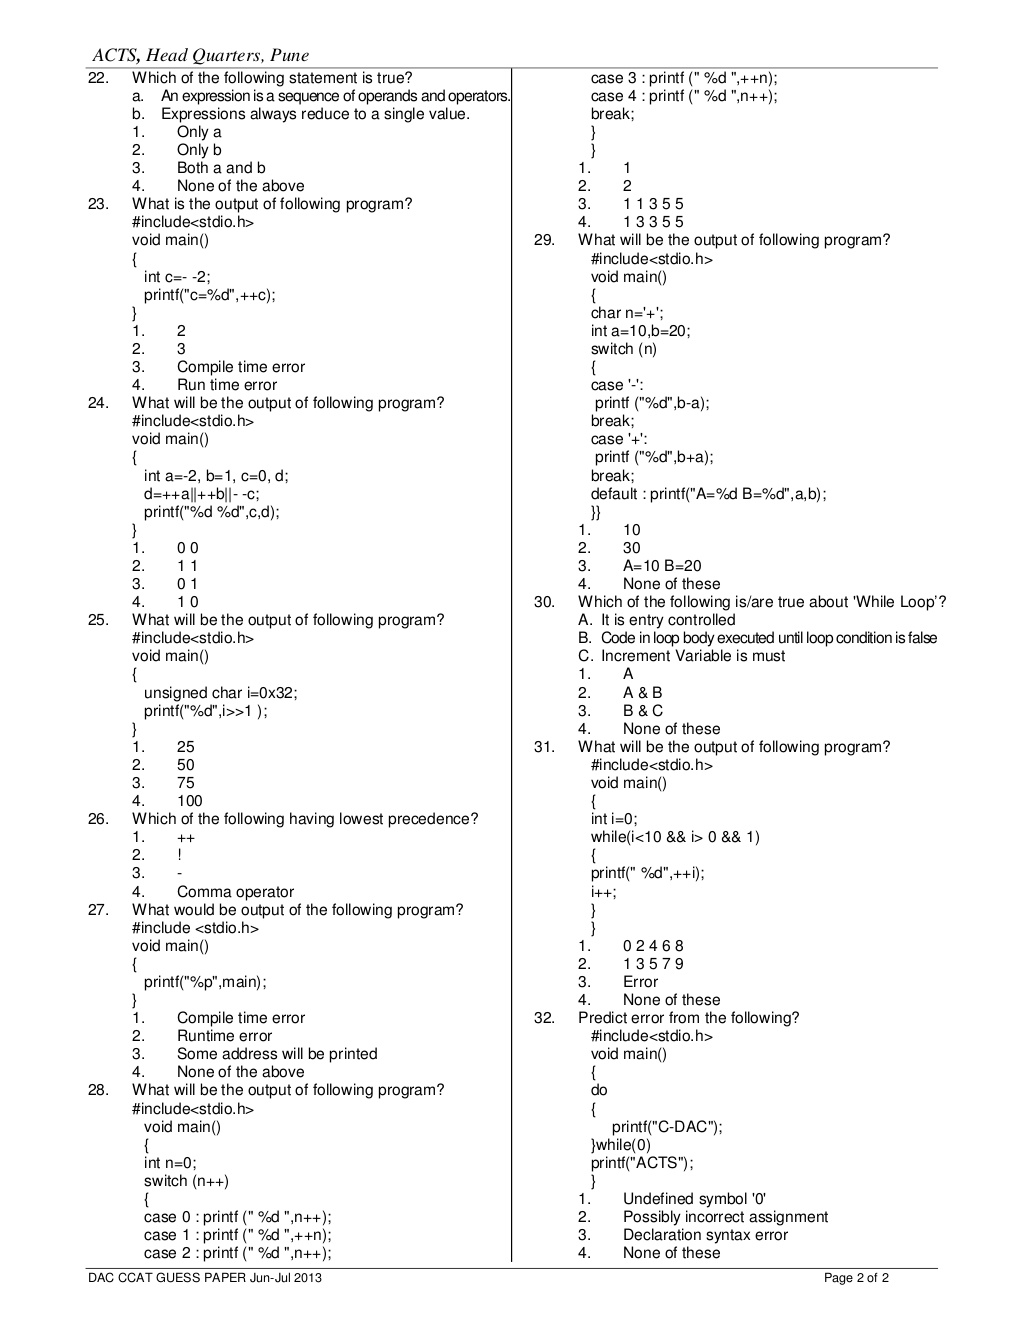 ACTS, Head Quarters, Pune
22. Which of the following statement is true?
a. An expression is a sequence of operands and operators.
b. Expressions always reduce to a single value.
1. Only a
2. Only b
3. Both a and b
4. None of the above
23. What is the output of following program?
#include<stdio.h>
void main()
{
int c=- -2;
printf("c=%d",++c);
}
1. 2
2. 3
3. Compile time error
4. Run time error
24. What will be the output of following program?
#include<stdio.h>
void main()
{
int a=-2, b=1, c=0, d;
d=++a||++b||- -c;
printf("%d %d",c,d);
}
1. 0 0
2. 1 1
3. 0 1
4. 1 0
25. What will be the output of following program?
#include<stdio.h>
void main()
{
unsigned char i=0x32;
printf("%d",i>>1 );
}
1. 25
2. 50
3. 75
4. 100
26. Which of the following having lowest precedence?
1. ++
2. !
3. -
4. Comma operator
27. What would be output of the following program?
#include <stdio.h>
void main()
{
printf("%p",main);
}
1. Compile time error
2. Runtime error
3. Some address will be printed
4. None of the above
28. What will be the output of following program?
#include<stdio.h>
void main()
{
int n=0;
switch (n++)
{
case 0 : printf (" %d ",n++);
case 1 : printf (" %d ",++n);
case 2 : printf (" %d ",n++);
case 3 : printf (" %d ",++n);
case 4 : printf (" %d ",n++);
break;
}
}
1. 1
2. 2
3. 1 1 3 5 5
4. 1 3 3 5 5
29. What will be the output of following program?
#include<stdio.h>
void main()
{
char n='+';
int a=10,b=20;
switch (n)
{
case '-':
printf ("%d",b-a);
break;
case '+':
printf ("%d",b+a);
break;
default : printf("A=%d B=%d",a,b);
}}
1. 10
2. 30
3. A=10 B=20
4. None of these
30. Which of the following is/are true about 'While Loop'?
A. It is entry controlled
B. Code in loop body executed until loop condition is false
C. Increment Variable is must
1. A
2. A & B
3. B & C
4. None of these
31. What will be the output of following program?
#include<stdio.h>
void main()
{
int i=0;
while(i<10 && i> 0 && 1)
{
printf(" %d",++i);
i++;
}
}
1. 0 2 4 6 8
2. 1 3 5 7 9
3. Error
4. None of these
32. Predict error from the following?
#include<stdio.h>
void main()
{
do
{
printf("C-DAC");
}while(0)
printf("ACTS");
}
1. Undefined symbol '0'
2. Possibly incorrect assignment
3. Declaration syntax error
4. None of these
DAC CCAT GUESS PAPER Jun-Jul 2013 Page 2 of 2